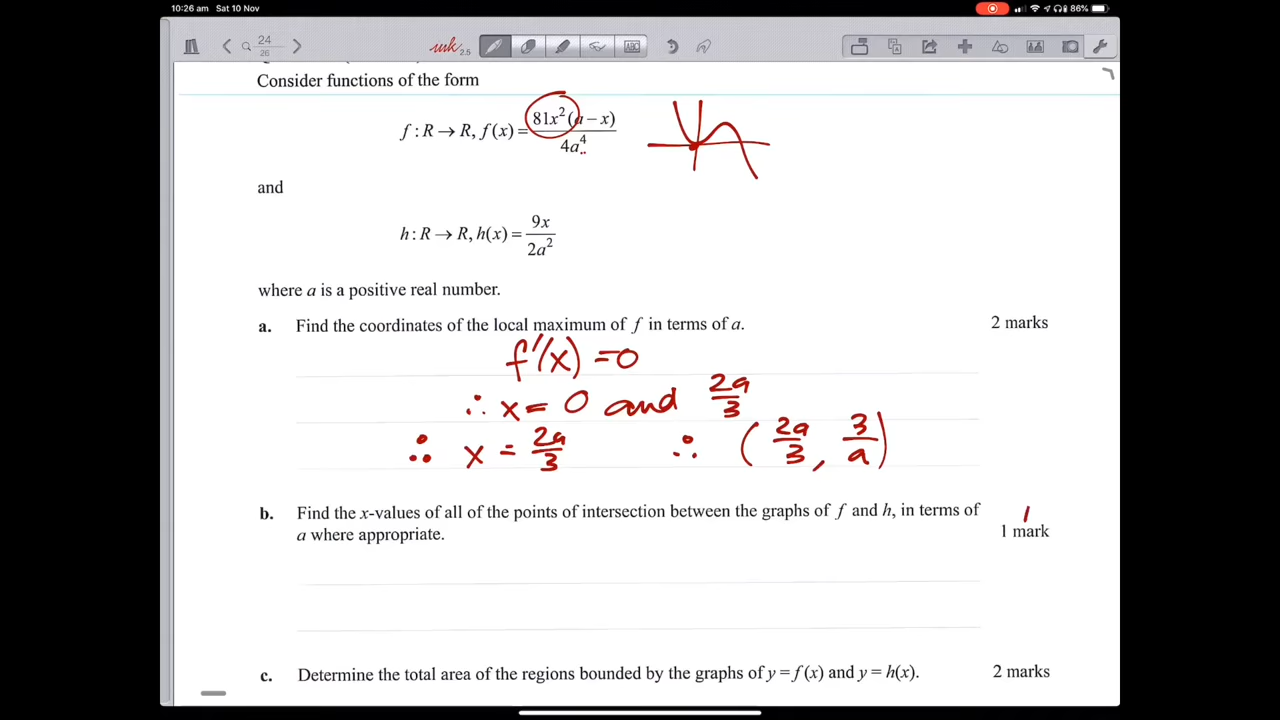 10:26 am Sat 10 Nov
86%
24
26
2.5
ABC
Consider functions of the form
f : R → R, f(x) = 81x²(a − x) / 4a⁴
and
h : R → R, h(x) = 9x / 2a²
where a is a positive real number.
a. Find the coordinates of the local maximum of f in terms of a. 2 marks
f'(x) = 0
∴ x = 0 and 2a/3
∴ x = 2a/3 ∴ (2a/3, 3/a)
b. Find the x-values of all of the points of intersection between the graphs of f and h, in terms of
a where appropriate. 1 mark
c. Determine the total area of the regions bounded by the graphs of y = f(x) and y = h(x). 2 marks